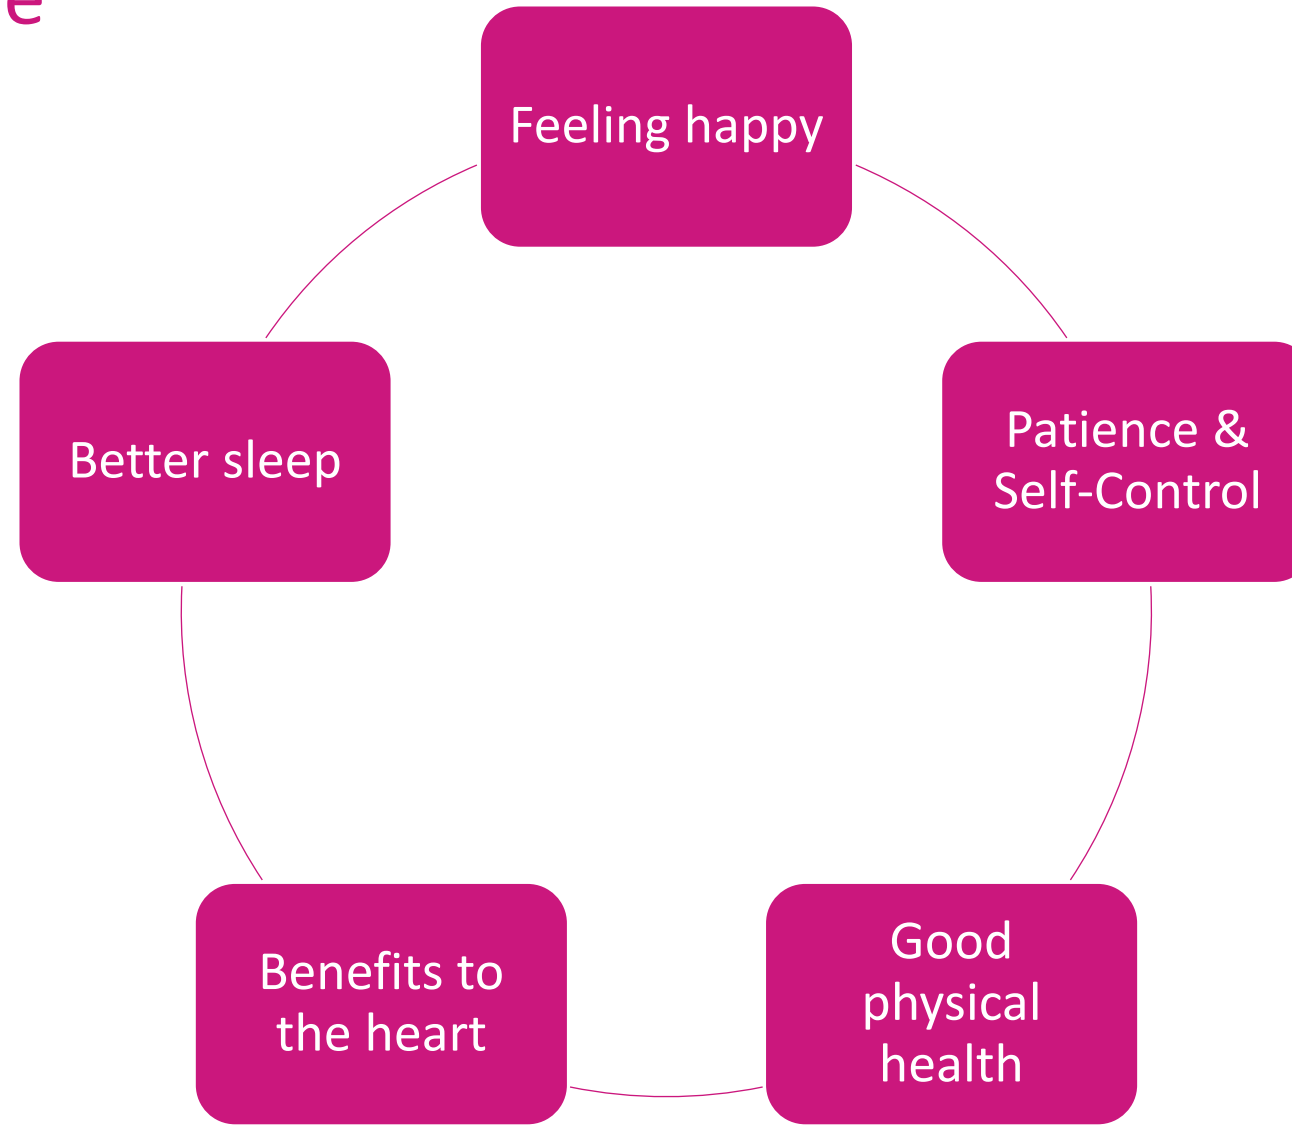 e
Feeling happy
Patience &
Self-Control
Better sleep
Good
physical
health
Benefits to
the heart